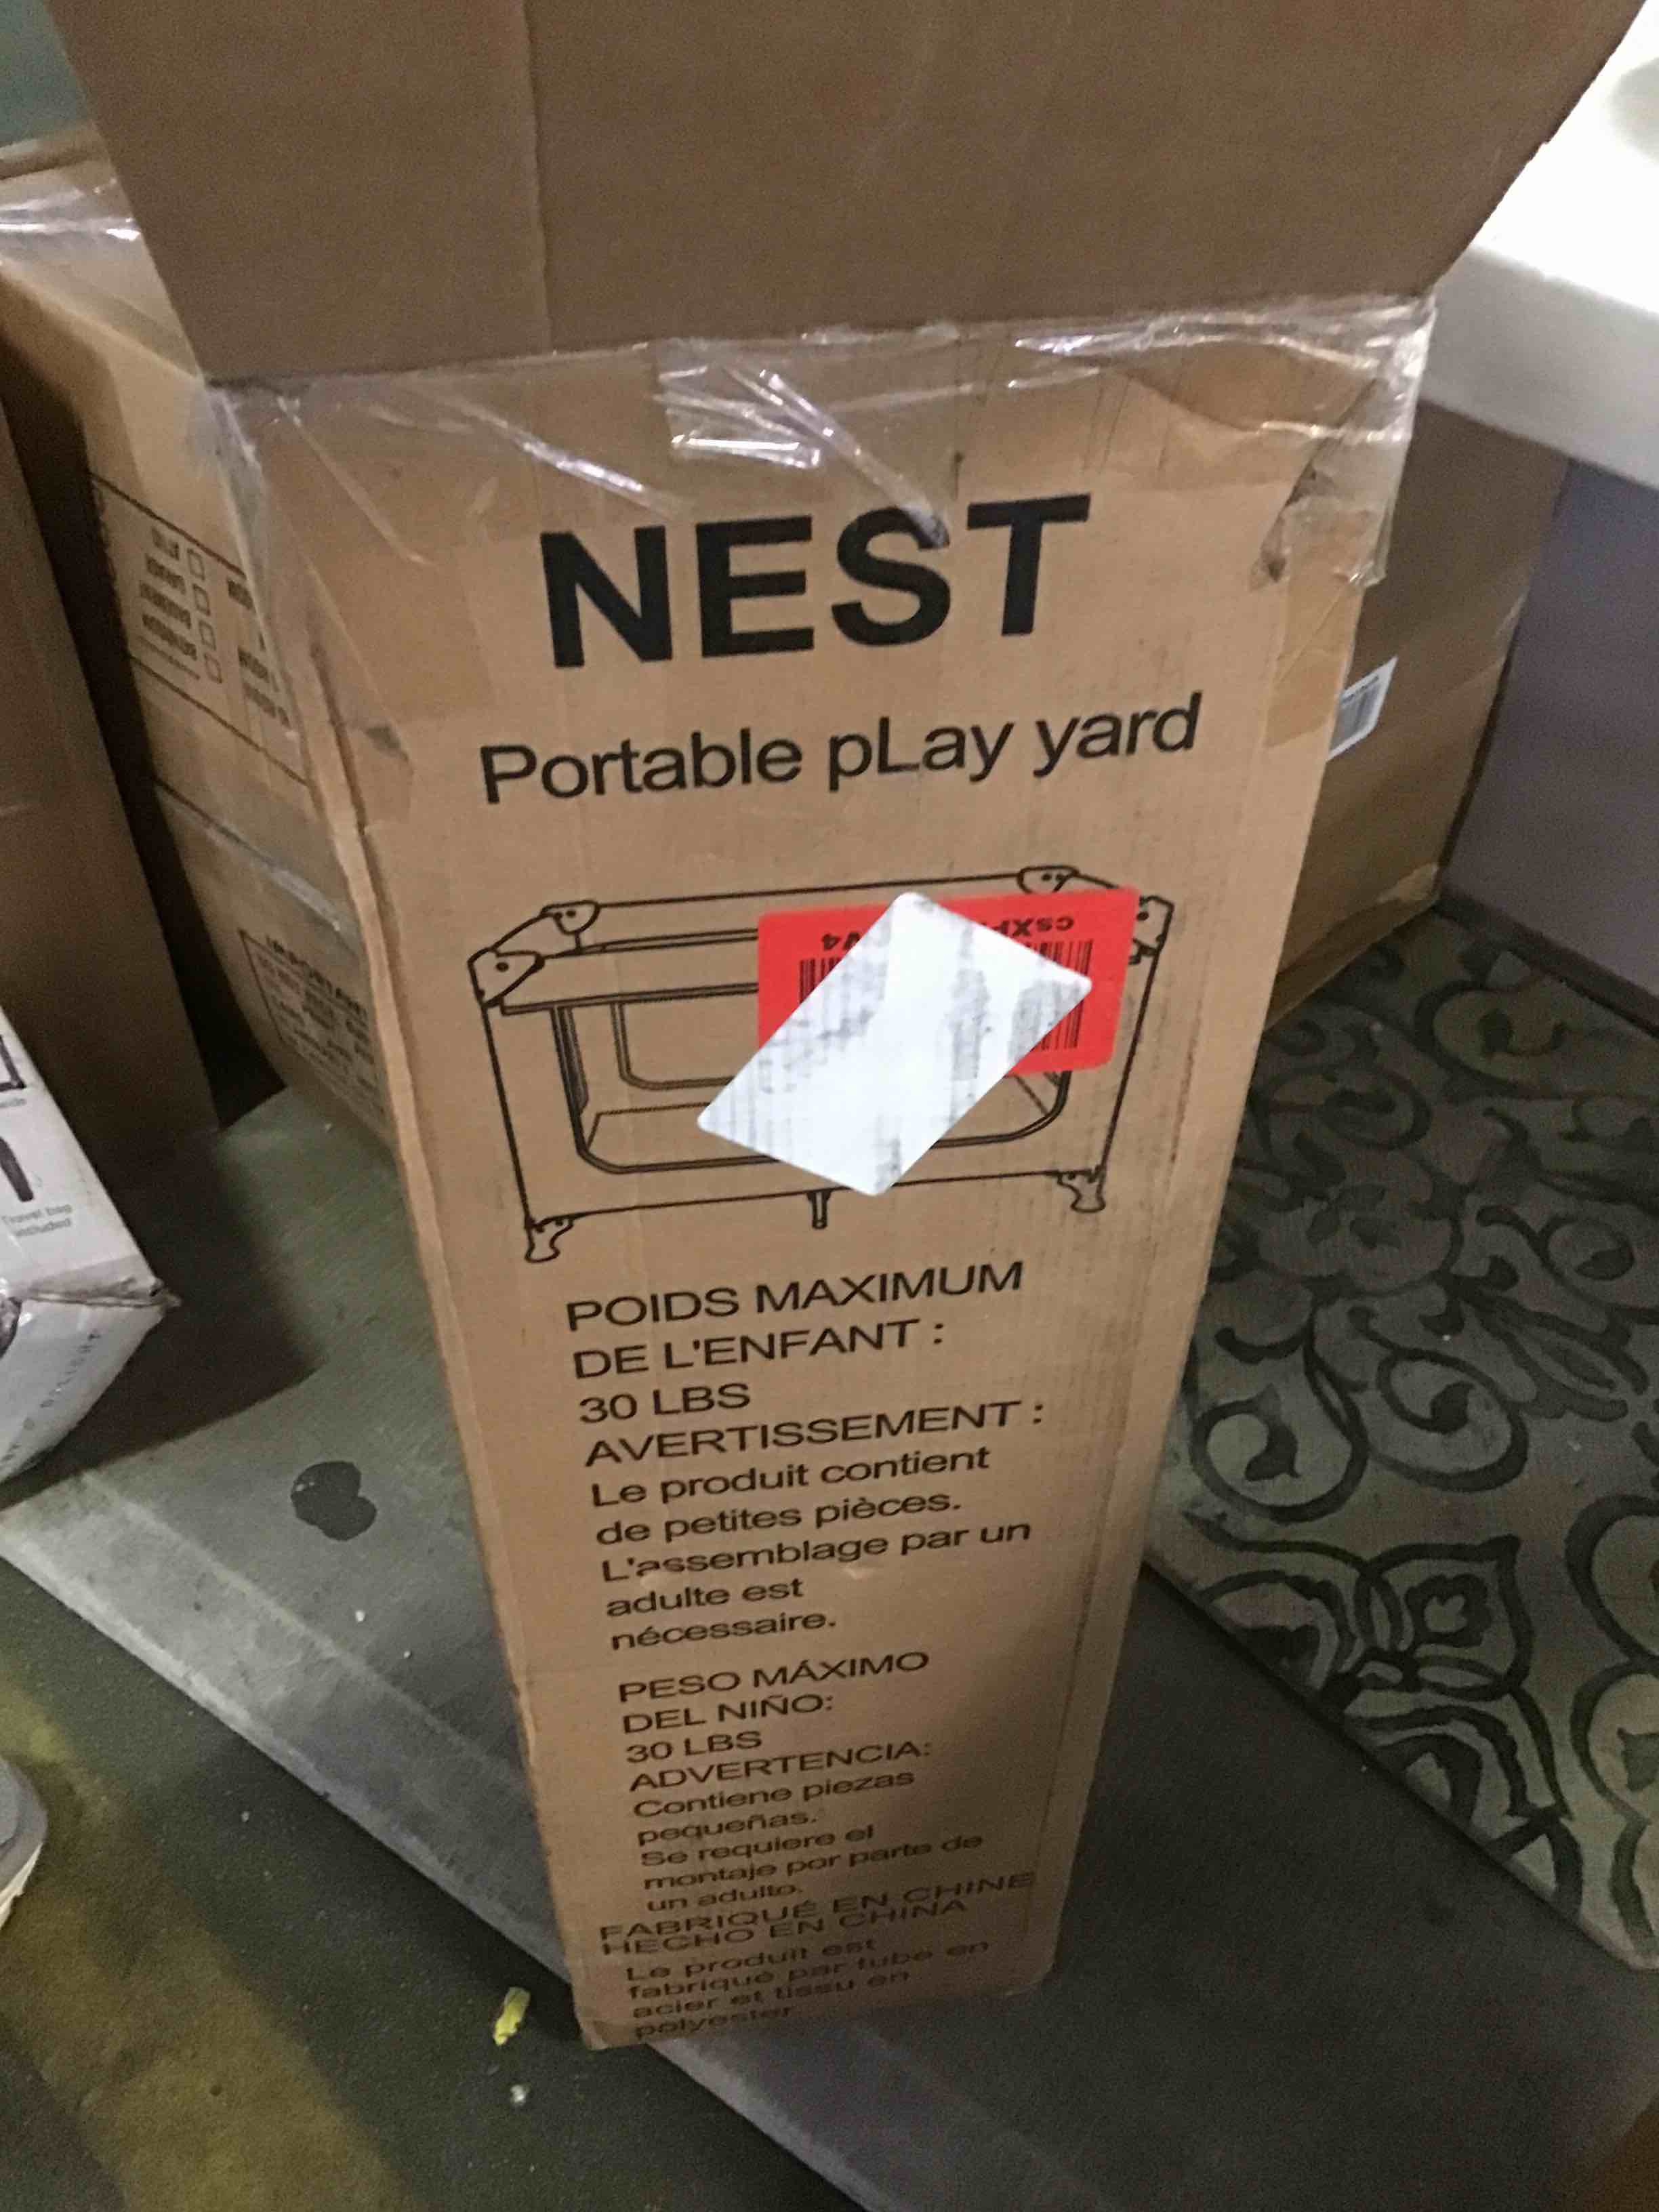 NEST
Portable pLay yard
POIDS MAXIMUM
DE L'ENFANT :
30 LBS
AVERTISSEMENT :
Le produit contient
de petites pièces.
L'assemblage par un
adulte est
nécessaire.
PESO MÁXIMO
DEL NIÑO:
30 LBS
ADVERTENCIA:
Contiene piezas
pequeñas.
Se requiere el
montaje por parte de
un adulto.
FABRIQUÉ EN CHINE
HECHO EN CHINA
Le produit est
fabriqué par tube en
acier et tissu en
polyester.
Travel bag
included